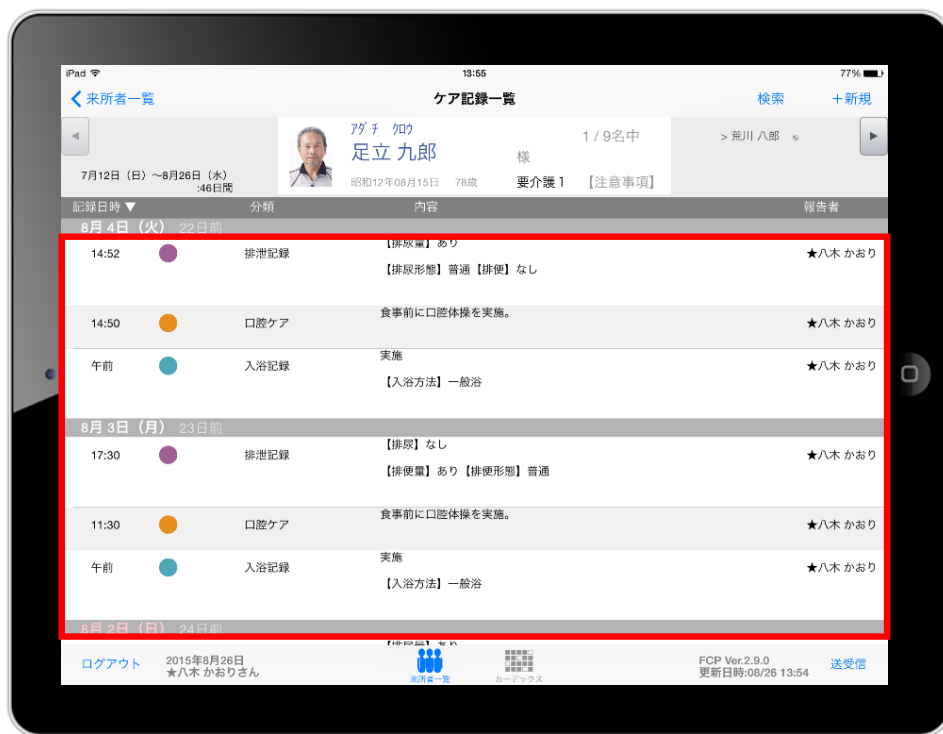 iPad 13:55 77%
来所者一覧 ケア記録一覧 検索 +新規
アダチ クロウ
足立 九郎 様 1 / 9名中 > 荒川 八郎
7月12日（日）～8月26日（水）
:46日間
昭和12年08月15日 78歳 要介護1 【注意事項】
記録日時▼ 分類 内容 報告者
8月 4日（火） 22日前
【排尿量】あり
14:52 排泄記録 ★八木 かおり
【排尿形態】普通【排便】なし
食事前に口腔体操を実施。
14:50 口腔ケア ★八木 かおり
実施
午前 入浴記録 ★八木 かおり
【入浴方法】一般浴
8月 3日（月） 23日前
【排尿】なし
17:30 排泄記録 ★八木 かおり
【排便量】あり【排便形態】普通
食事前に口腔体操を実施。
11:30 口腔ケア ★八木 かおり
実施
午前 入浴記録 ★八木 かおり
【入浴方法】一般浴
8月 2日（日） 24日前
ログアウト 2015年8月26日
★八木 かおりさん
来所者一覧 カーデックス
FCP Ver.2.9.0
更新日時:08/26 13:54
送受信